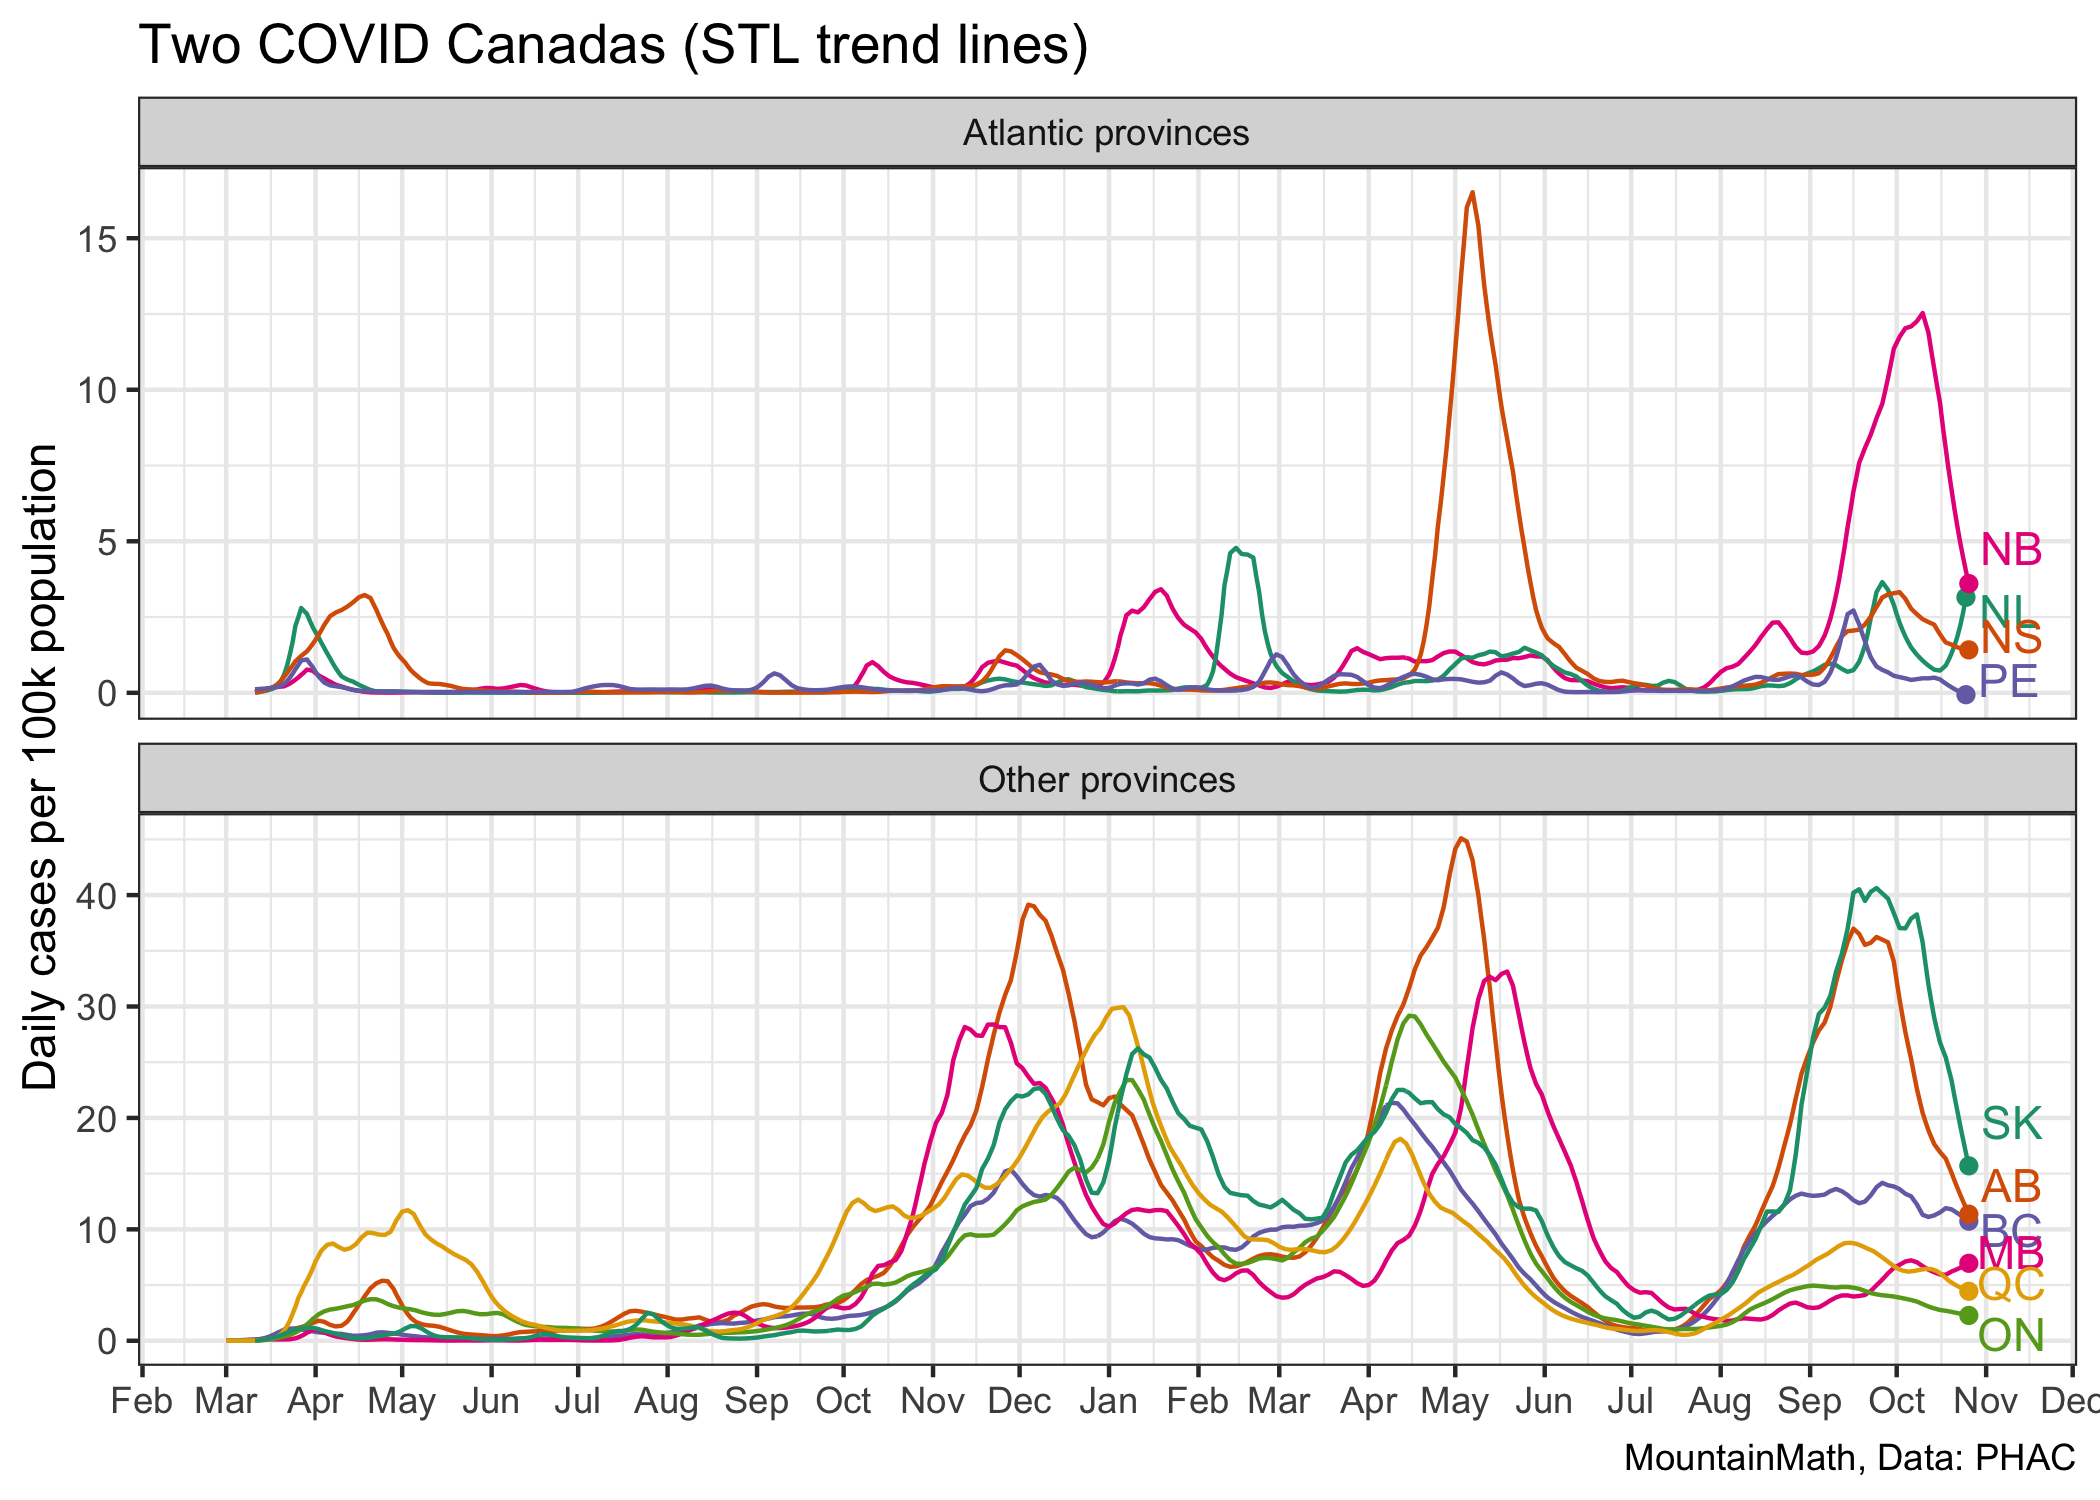 Two COVID Canadas (STL trend lines)
Atlantic provinces
15
10
5
0
NB
NL
NS
PE
Daily cases per 100k population
Other provinces
40
30
20
10
0
SK
AB
BC
MB
QC
ON
Feb Mar Apr May Jun Jul Aug Sep Oct Nov Dec Jan Feb Mar Apr May Jun Jul Aug Sep Oct Nov Dec
MountainMath, Data: PHAC